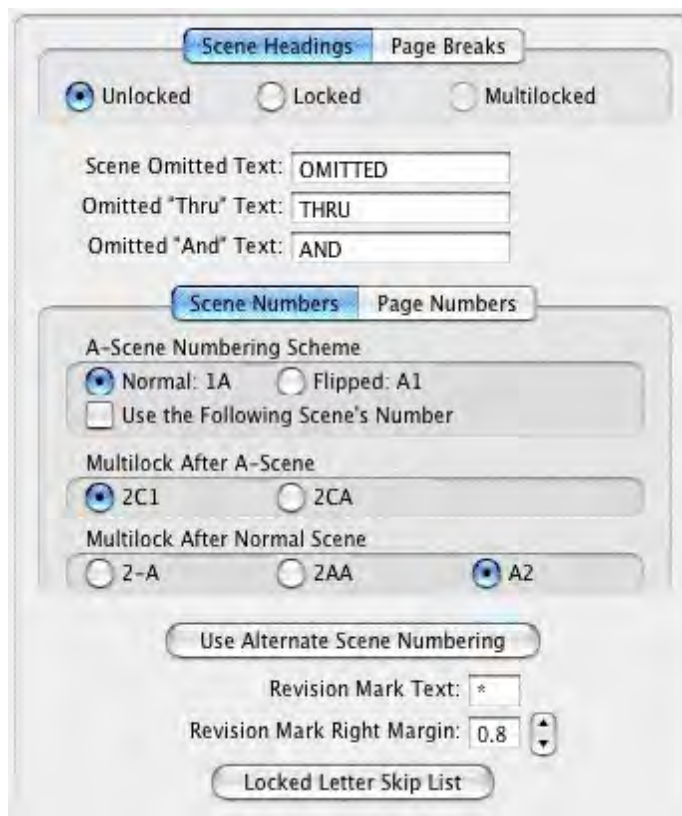 Scene Headings Page Breaks
Unlocked Locked Multilocked
Scene Omitted Text: OMITTED
Omitted "Thru" Text: THRU
Omitted "And" Text: AND
Scene Numbers Page Numbers
A-Scene Numbering Scheme
Normal: 1A Flipped: A1
Use the Following Scene's Number
Multilock After A-Scene
2C1 2CA
Multilock After Normal Scene
2-A 2AA A2
Use Alternate Scene Numbering
Revision Mark Text: *
Revision Mark Right Margin: 0.8
Locked Letter Skip List